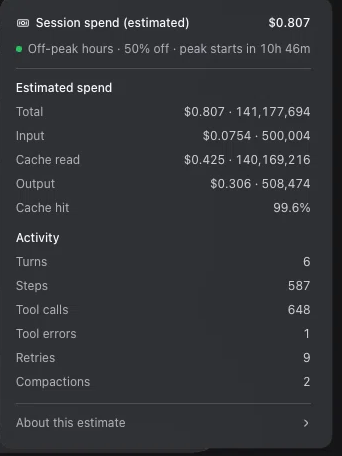 Session spend (estimated) $0.807
Off-peak hours · 50% off · peak starts in 10h 46m
Estimated spend
Total $0.807 · 141,177,694
Input $0.0754 · 500,004
Cache read $0.425 · 140,169,216
Output $0.306 · 508,474
Cache hit 99.6%
Activity
Turns 6
Steps 587
Tool calls 648
Tool errors 1
Retries 9
Compactions 2
About this estimate